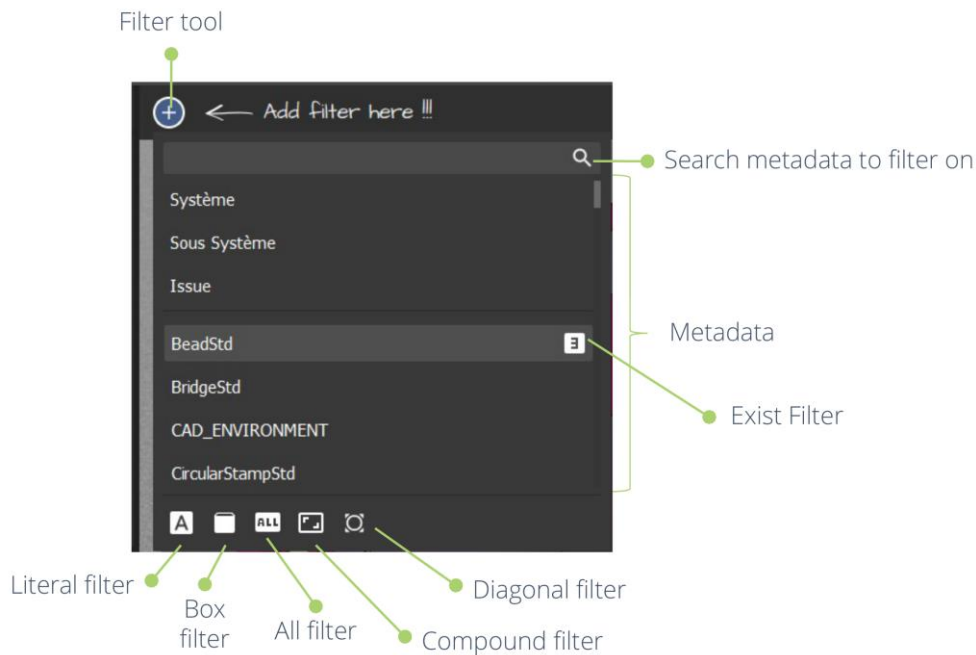 Filter tool
Add filter here !!!
Search metadata to filter on
Système
Sous Système
Issue
Metadata
BeadStd
E
BridgeStd
Exist Filter
CAD_ENVIRONMENT
CircularStampStd
A
ALL
Literal filter
Box
filter
All filter
Compound filter
Diagonal filter